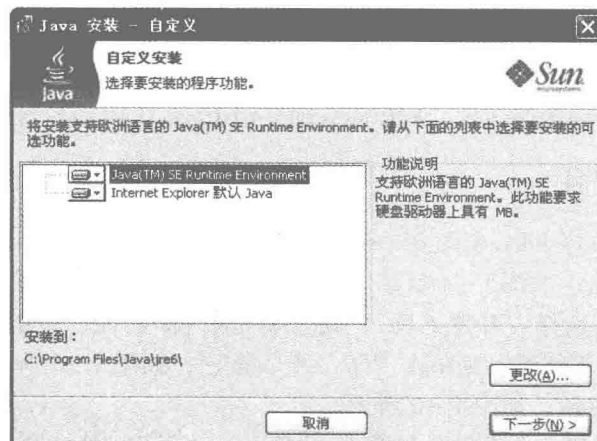 Java 安装 - 自定义
Java
自定义安装
选择要安装的程序功能。
Sun
microsystems
将安装支持欧洲语言的 Java(TM) SE Runtime Environment。请从下面的列表中选择要安装的可
选功能。
Java(TM) SE Runtime Environment
Internet Explorer 默认 Java
功能说明
支持欧洲语言的 Java(TM) SE
Runtime Environment。此功能要求
硬盘驱动器上具有 MB。
安装到：
C:\Program Files\Java\jre6\
更改(A)...
取消
下一步(N) >